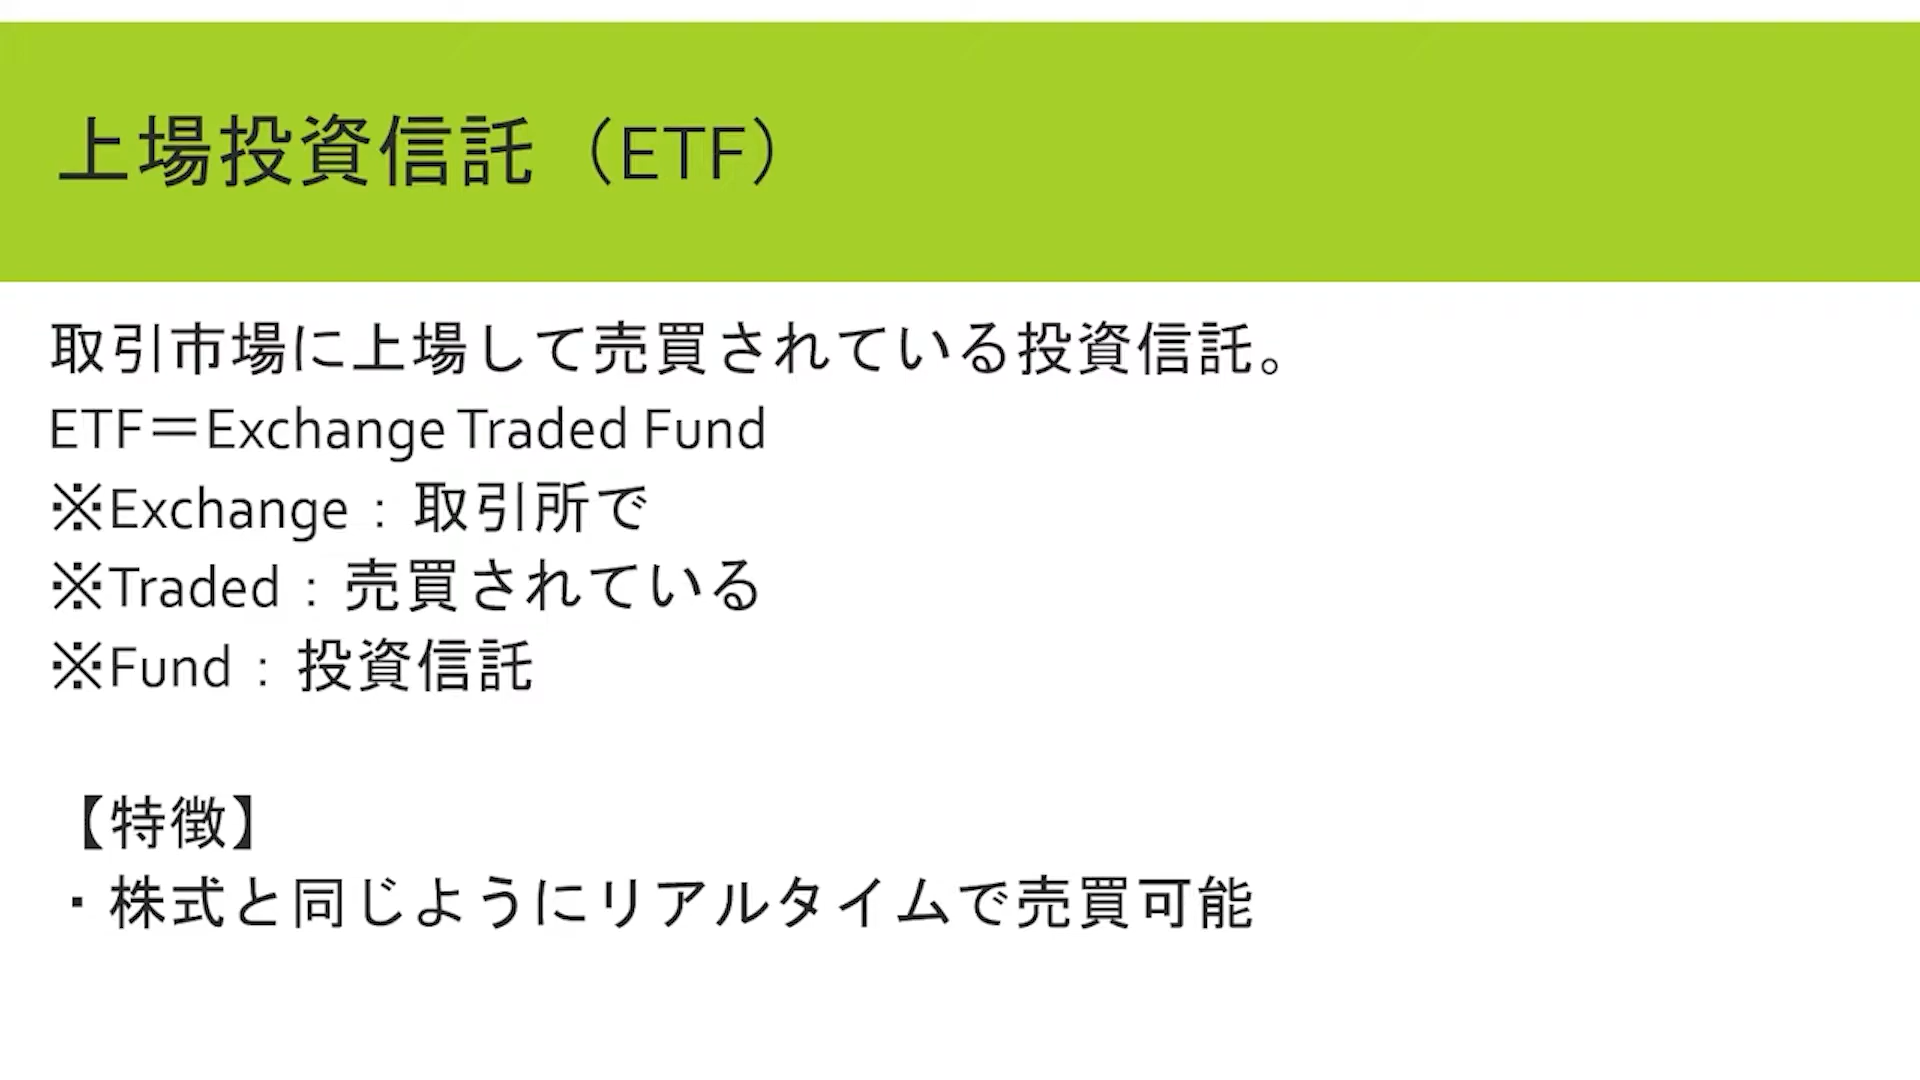 上場投資信託（ETF）
取引市場に上場して売買されている投資信託。
ETF＝Exchange Traded Fund
※Exchange：取引所で
※Traded：売買されている
※Fund：投資信託
【特徴】
・株式と同じようにリアルタイムで売買可能